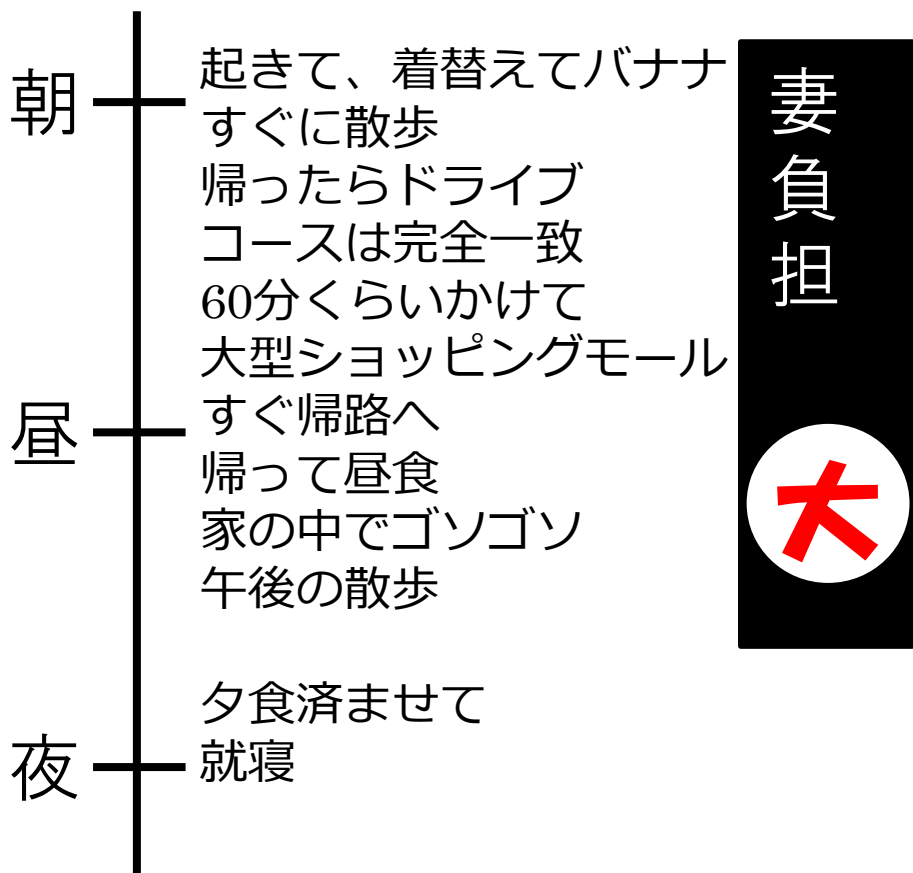 朝
起きて、着替えてバナナ
すぐに散歩
帰ったらドライブ
コースは完全一致
60分くらいかけて
大型ショッピングモール
昼
すぐ帰路へ
帰って昼食
家の中でゴソゴソ
午後の散歩
夜
夕食済ませて
就寝
妻負担
大